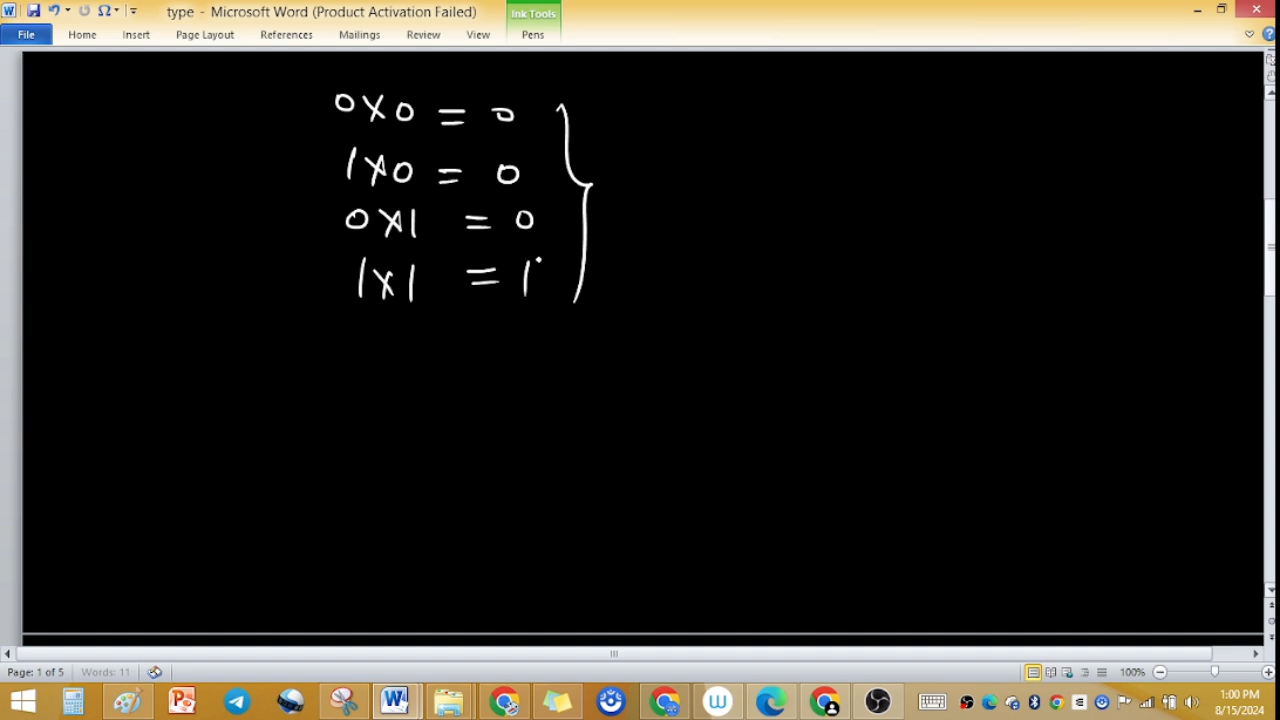 type - Microsoft Word (Product Activation Failed)
Ink Tools
File Home Insert Page Layout References Mailings Review View Pens
0×0 = 0
1×0 = 0
0×1 = 0
1×1 = 1
Page: 1 of 5 Words: 11 100%
1:00 PM
8/15/2024